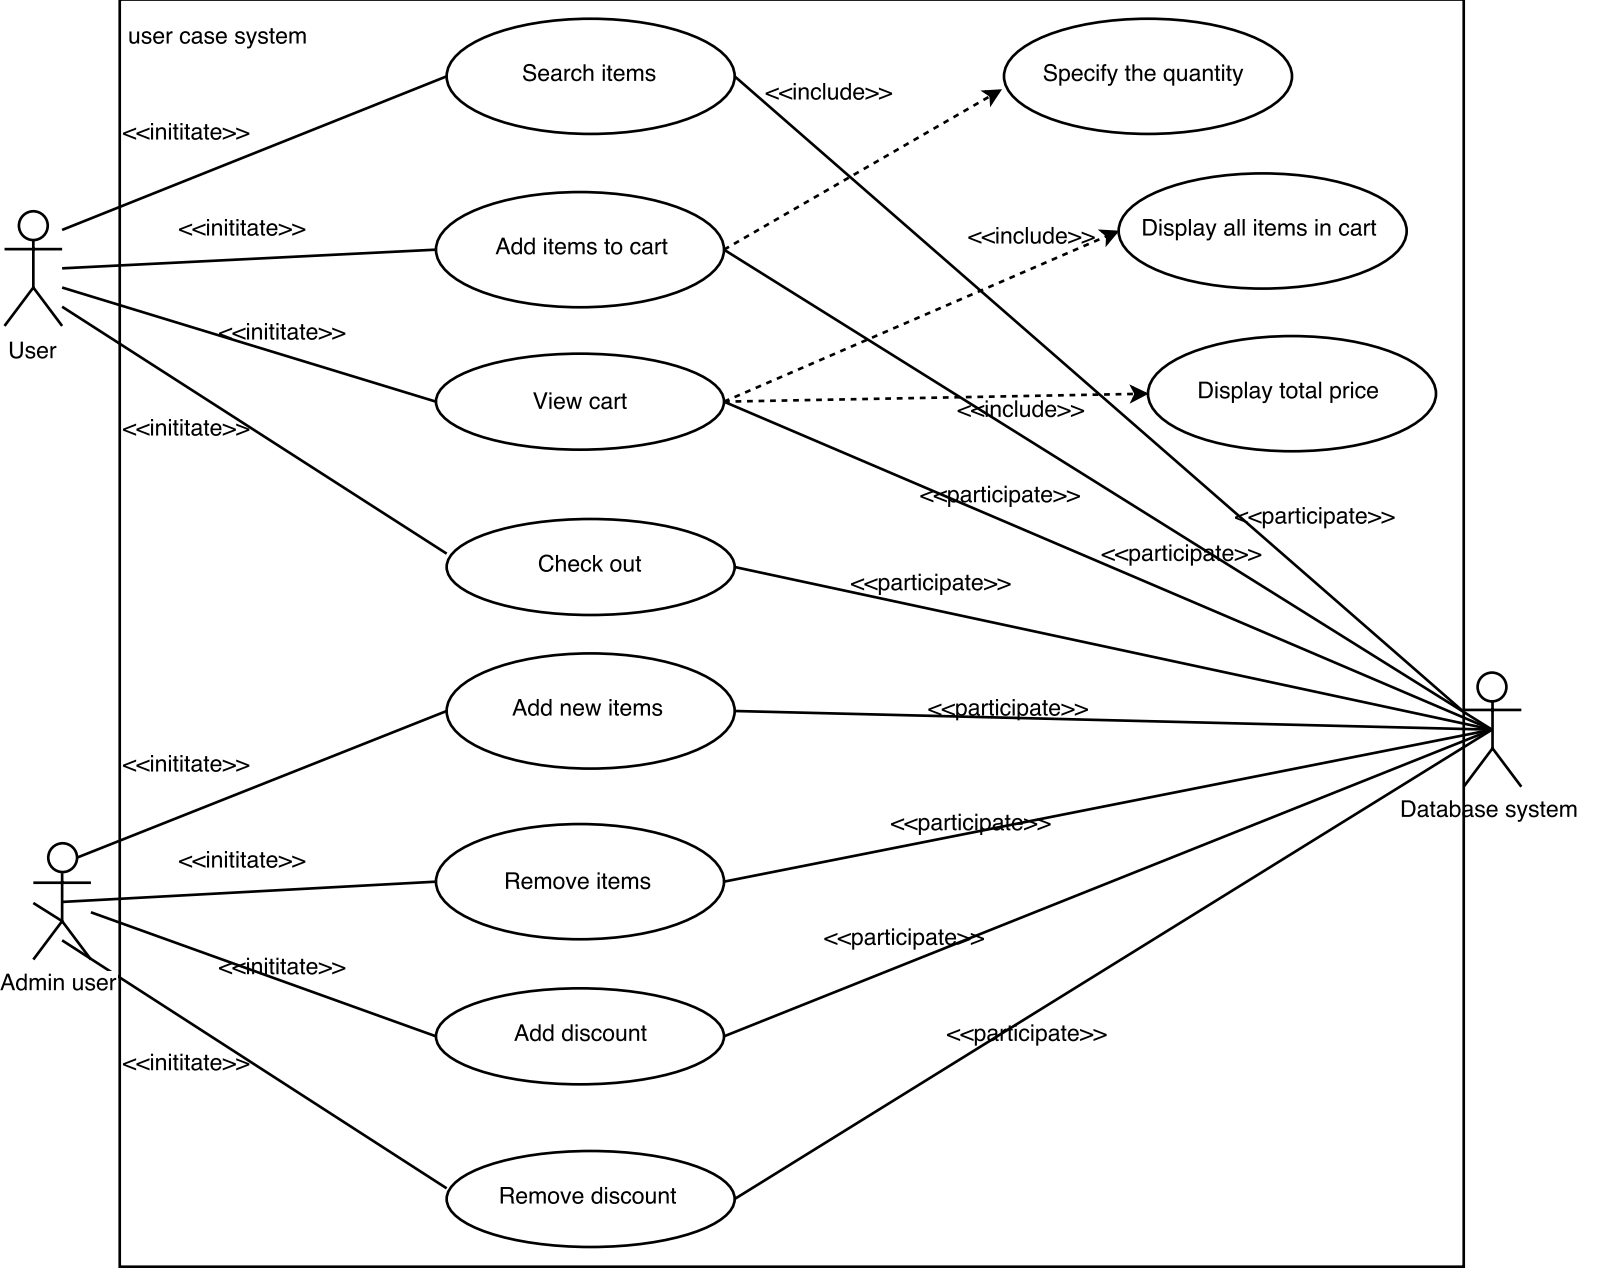 user case system
Search items
Specify the quantity
<<include>>
<<inititate>>
<<inititate>>
Add items to cart
<<include>>
Display all items in cart
User
<<inititate>>
View cart
<<include>>
Display total price
<<inititate>>
<<participate>>
<<participate>>
<<participate>>
Check out
<<participate>>
Add new items
<<participate>>
<<inititate>>
Database system
<<participate>>
<<inititate>>
Remove items
<<participate>>
Admin user
<<inititate>>
Add discount
<<participate>>
<<inititate>>
Remove discount